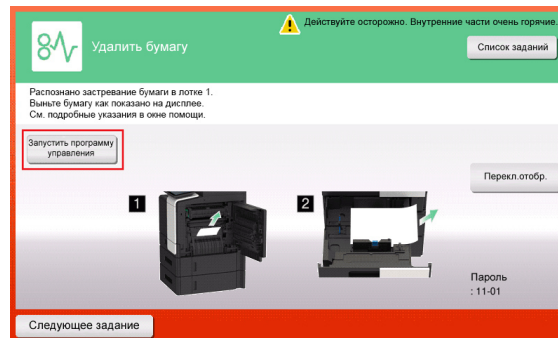 Действуйте осторожно. Внутренние части очень горячие.
Удалить бумагу
Список заданий
Распознано застревание бумаги в лотке 1.
Выньте бумагу как показано на дисплее.
См. подробные указания в окне помощи.
Запустить программу
управления
Перекл.отобр.
1
2
Пароль
: 11-01
Следующее задание